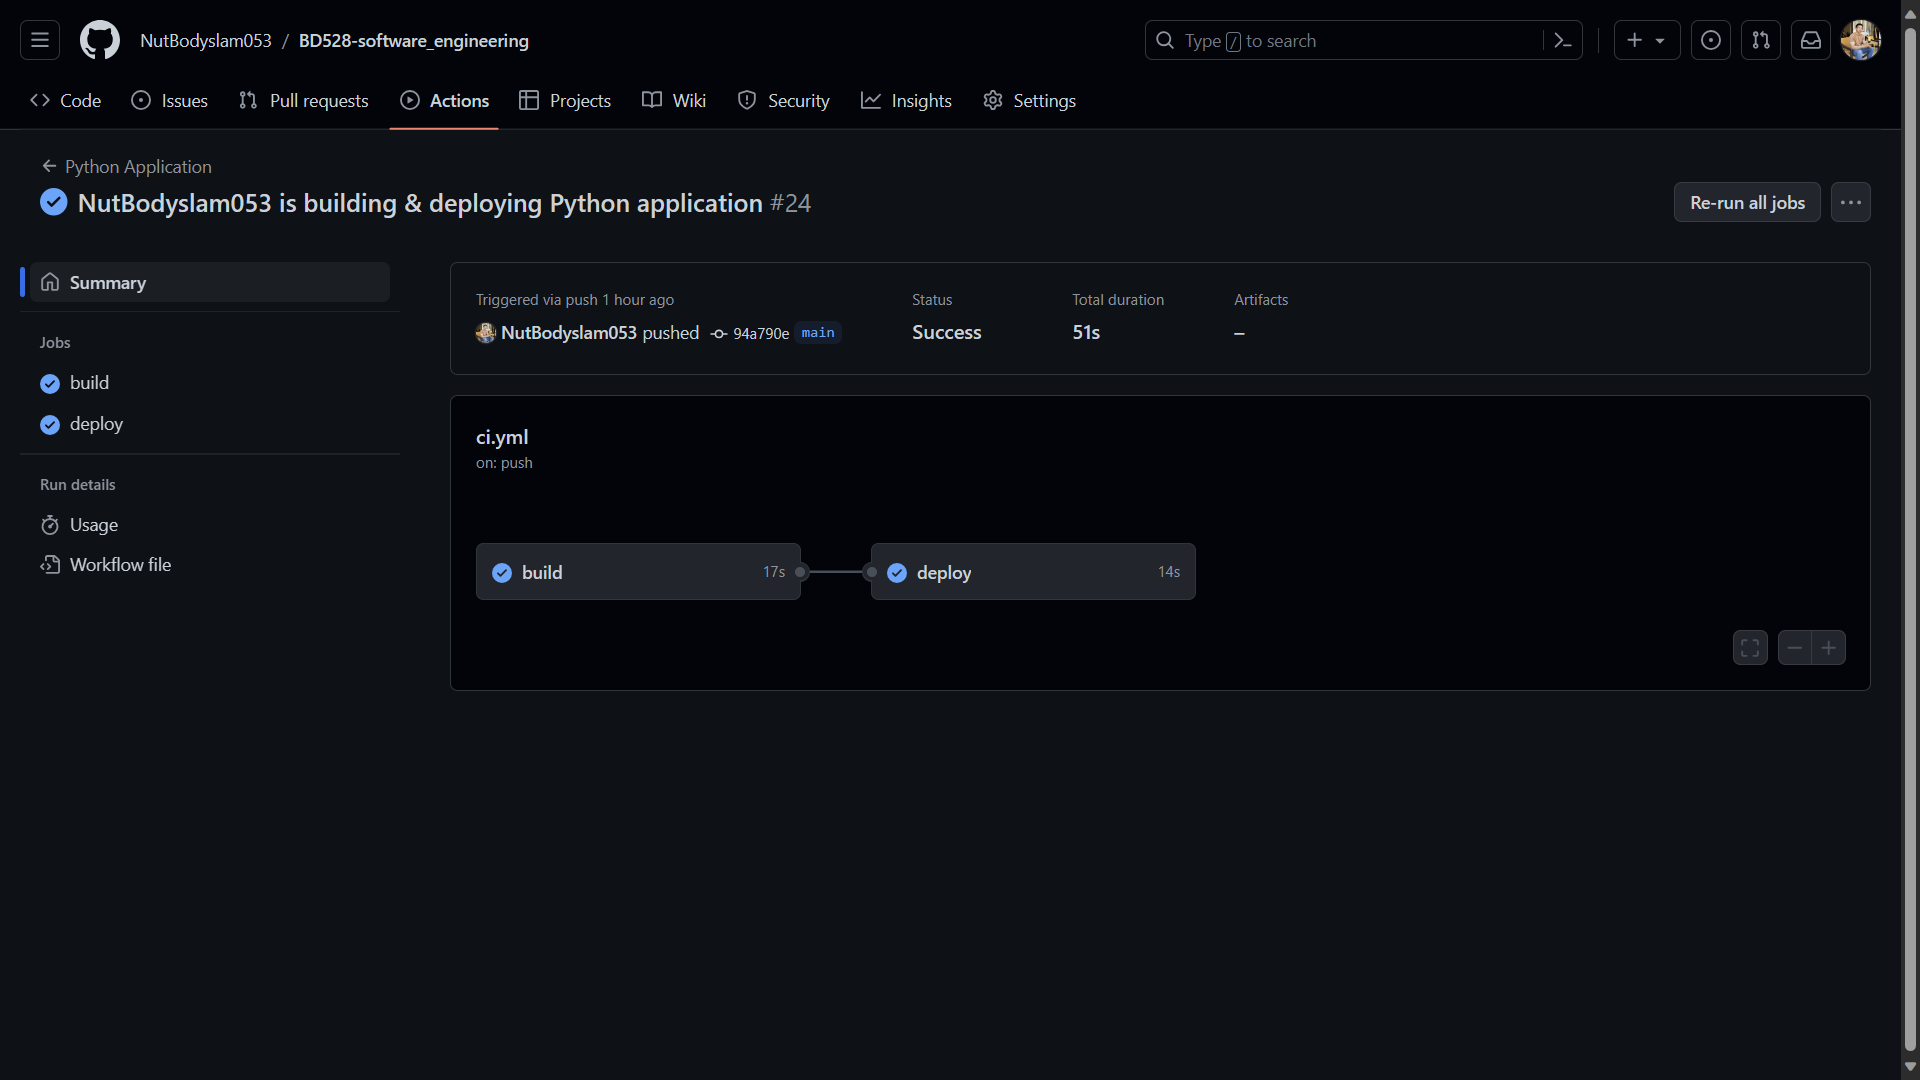 NutBodyslam053 / BD528-software_engineering
Type / to search
Code
Issues
Pull requests
Actions
Projects
Wiki
Security
Insights
Settings
Python Application
NutBodyslam053 is building & deploying Python application #24
Re-run all jobs
Summary
Jobs
build
deploy
Run details
Usage
Workflow file
Triggered via push 1 hour ago
NutBodyslam053 pushed 94a790e main
Status
Success
Total duration
51s
Artifacts
–
ci.yml
on: push
build 17s
deploy 14s